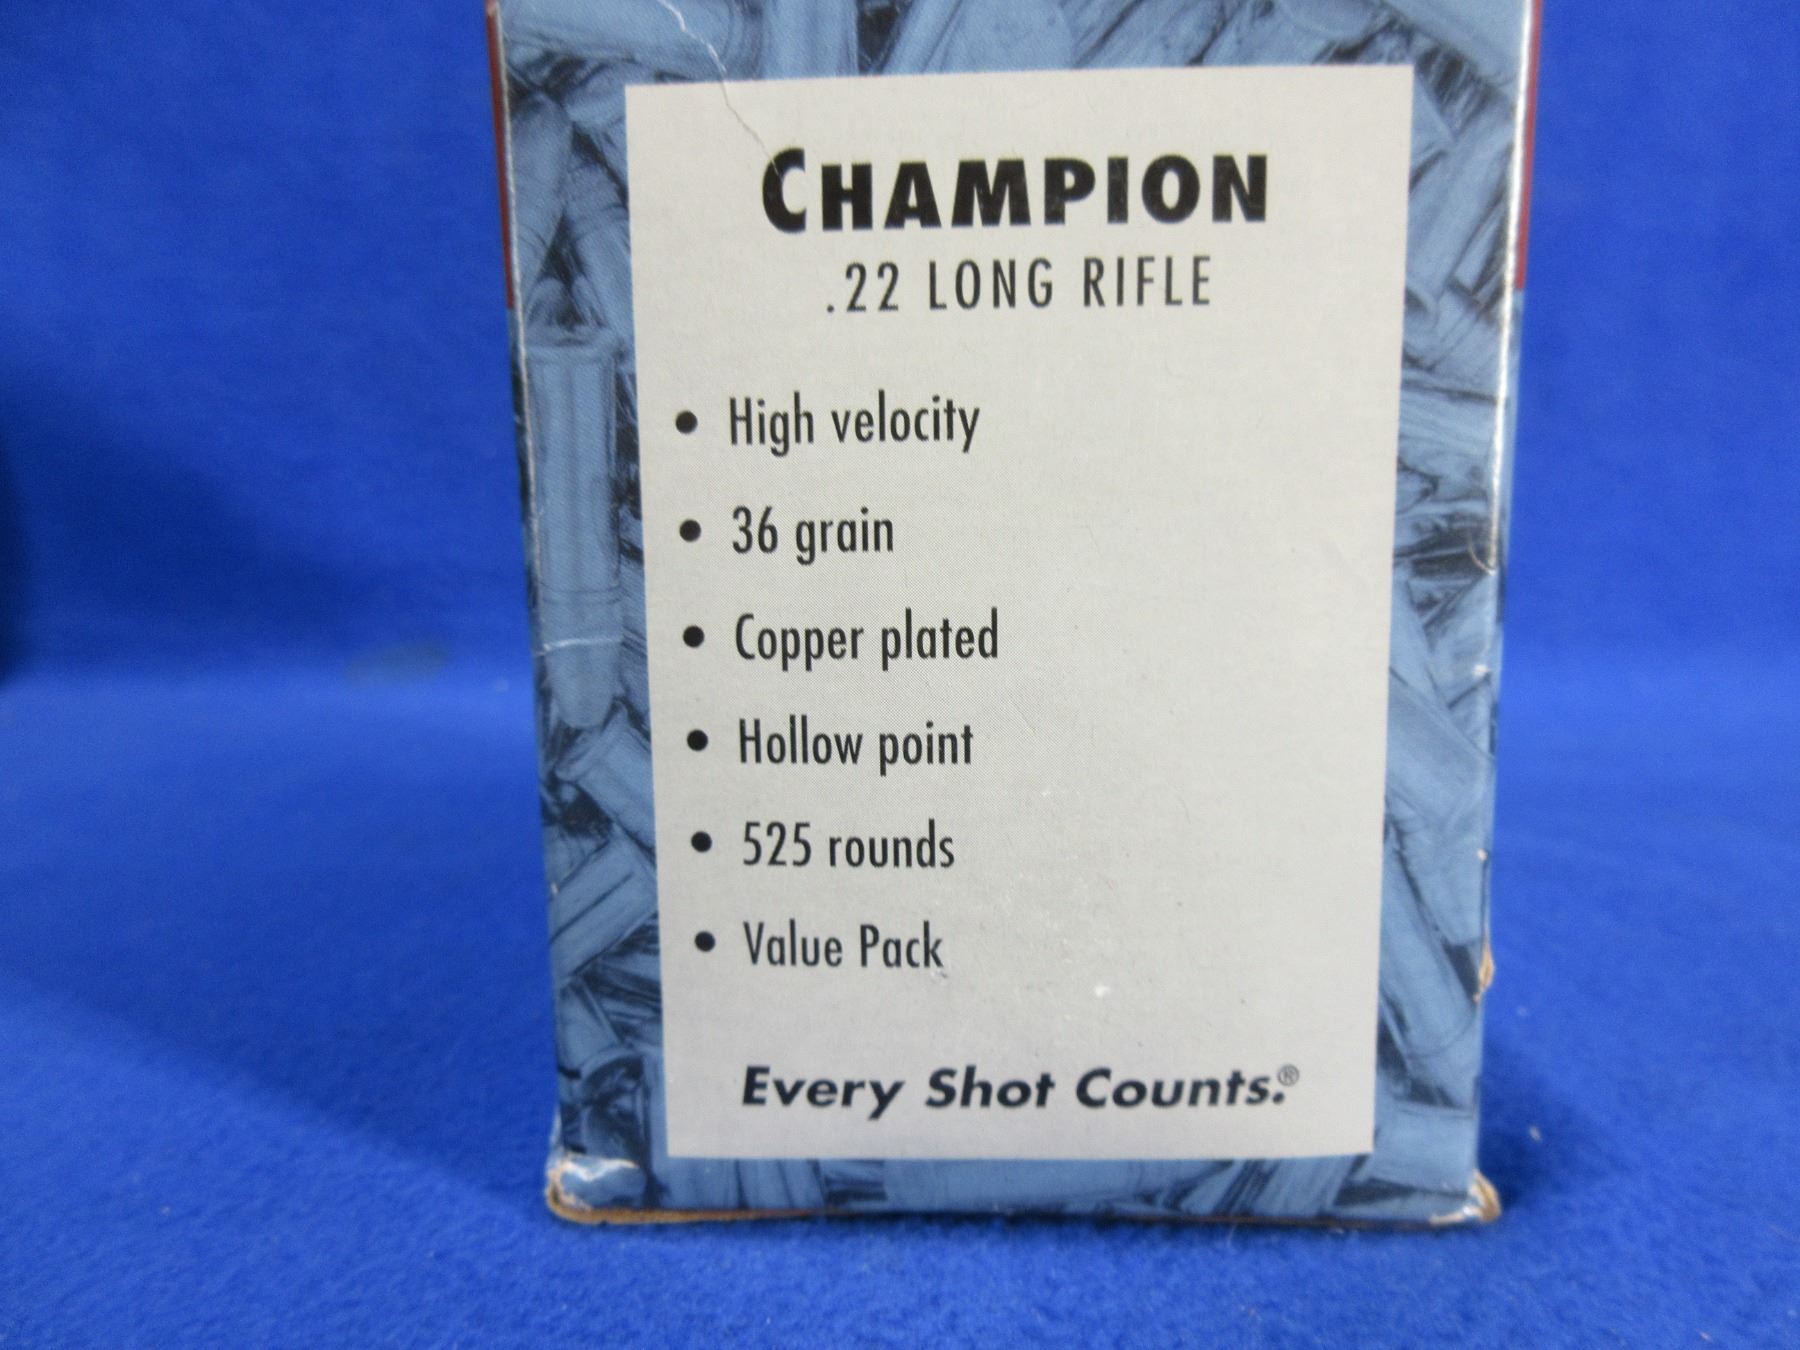 CHAMPION
.22 LONG RIFLE
• High velocity
• 36 grain
• Copper plated
• Hollow point
• 525 rounds
• Value Pack
Every Shot Counts.®